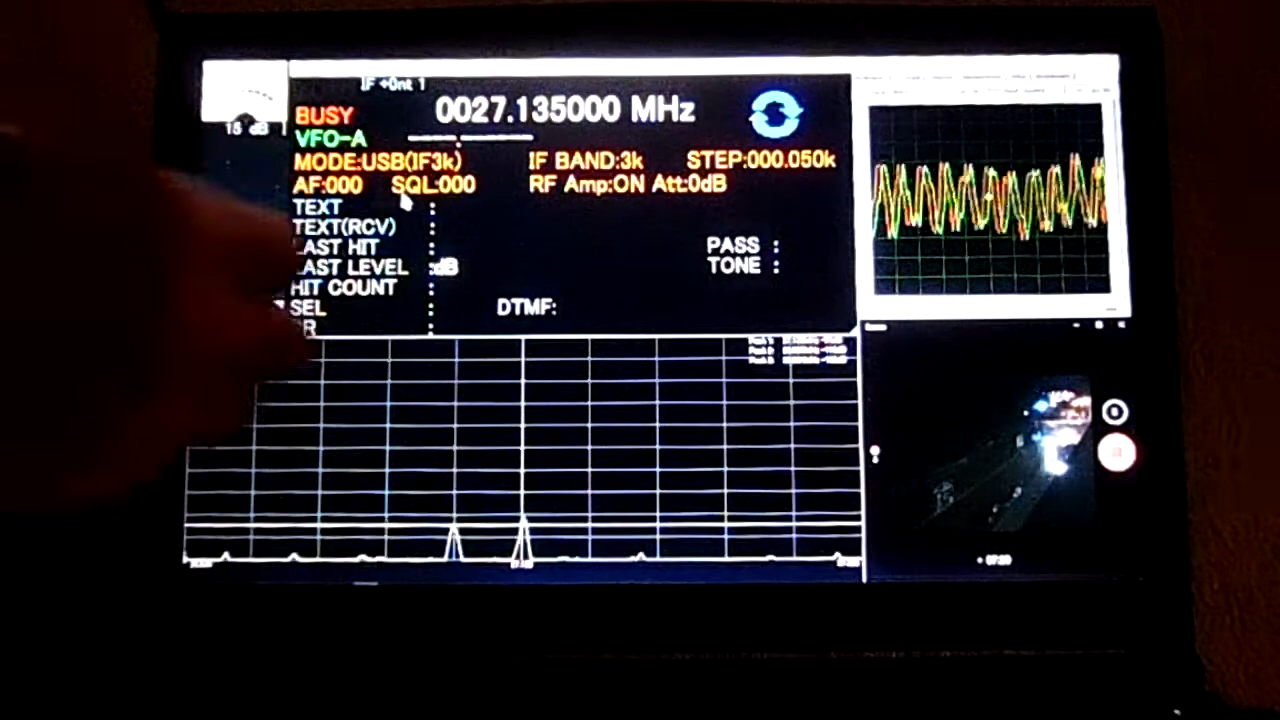 IF +0nt 1
BUSY 0027.135000 MHz
15 dB
VFO-A
MODE:USB(IF3k) IF BAND:3k STEP:000.050k
AF:000 SQL:000 RF Amp:ON Att:0dB
TEXT :
TEXT(RCV) :
LAST HIT : PASS :
LAST LEVEL :dB TONE :
HIT COUNT :
SEL : DTMF:
R :